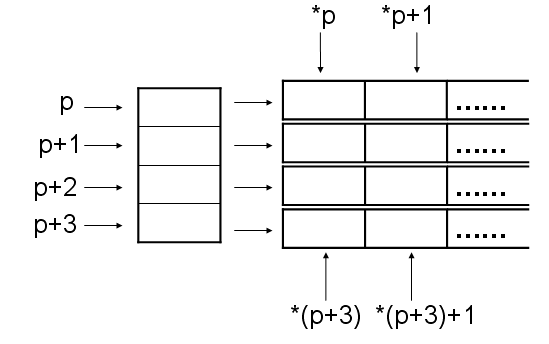 *p *p+1
p ......
p+1 ......
p+2 ......
p+3 ......
*(p+3) *(p+3)+1